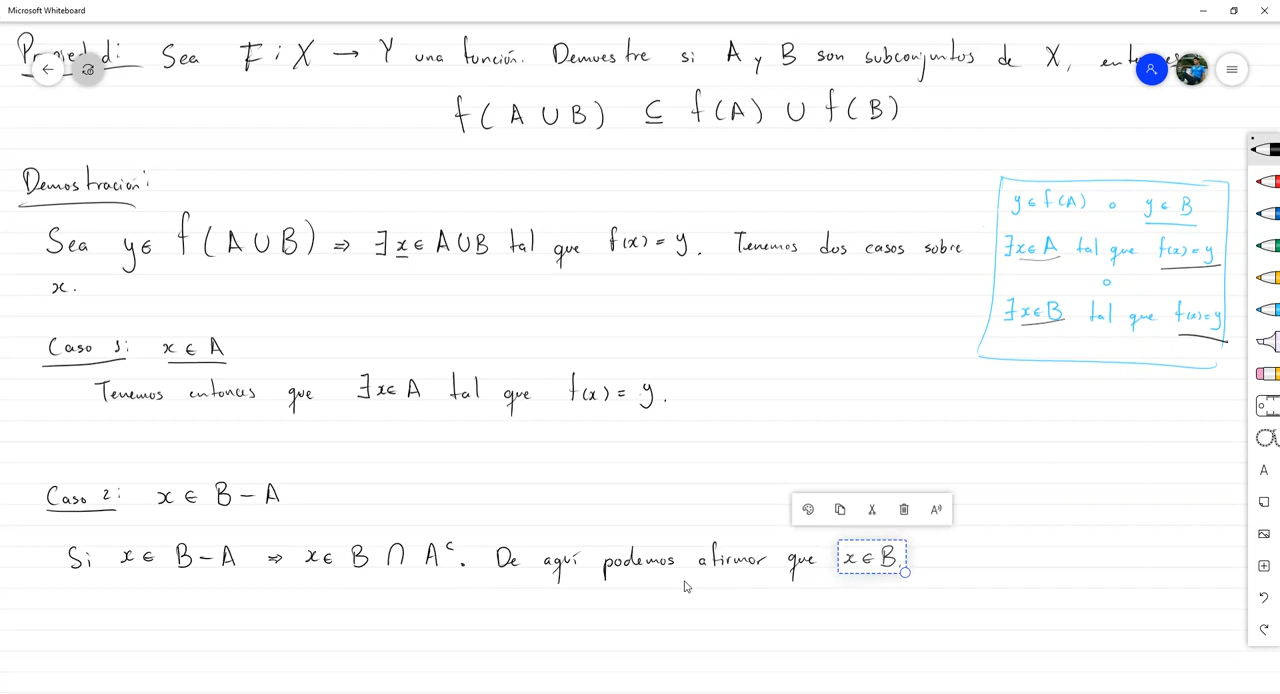 Microsoft Whiteboard
Sea F : X → Y una función. Demuestre si A y B son subconjuntos de X,
f(A ∪ B) ⊆ f(A) ∪ f(B)
Demostración:
Sea y ∈ f(A ∪ B) ⇒ ∃ x ∈ A ∪ B tal que f(x) = y. Tenemos dos casos sobre
x.
y ∈ f(A) o y ∈ B
∃ x ∈ A tal que f(x) = y
o
∃ x ∈ B tal que f(x) = y
Caso 1: x ∈ A
Tenemos entonces que ∃ x ∈ A tal que f(x) = y.
Caso 2: x ∈ B - A
Si x ∈ B - A ⇒ x ∈ B ∩ Aᶜ. De aquí podemos afirmar que x ∈ B.